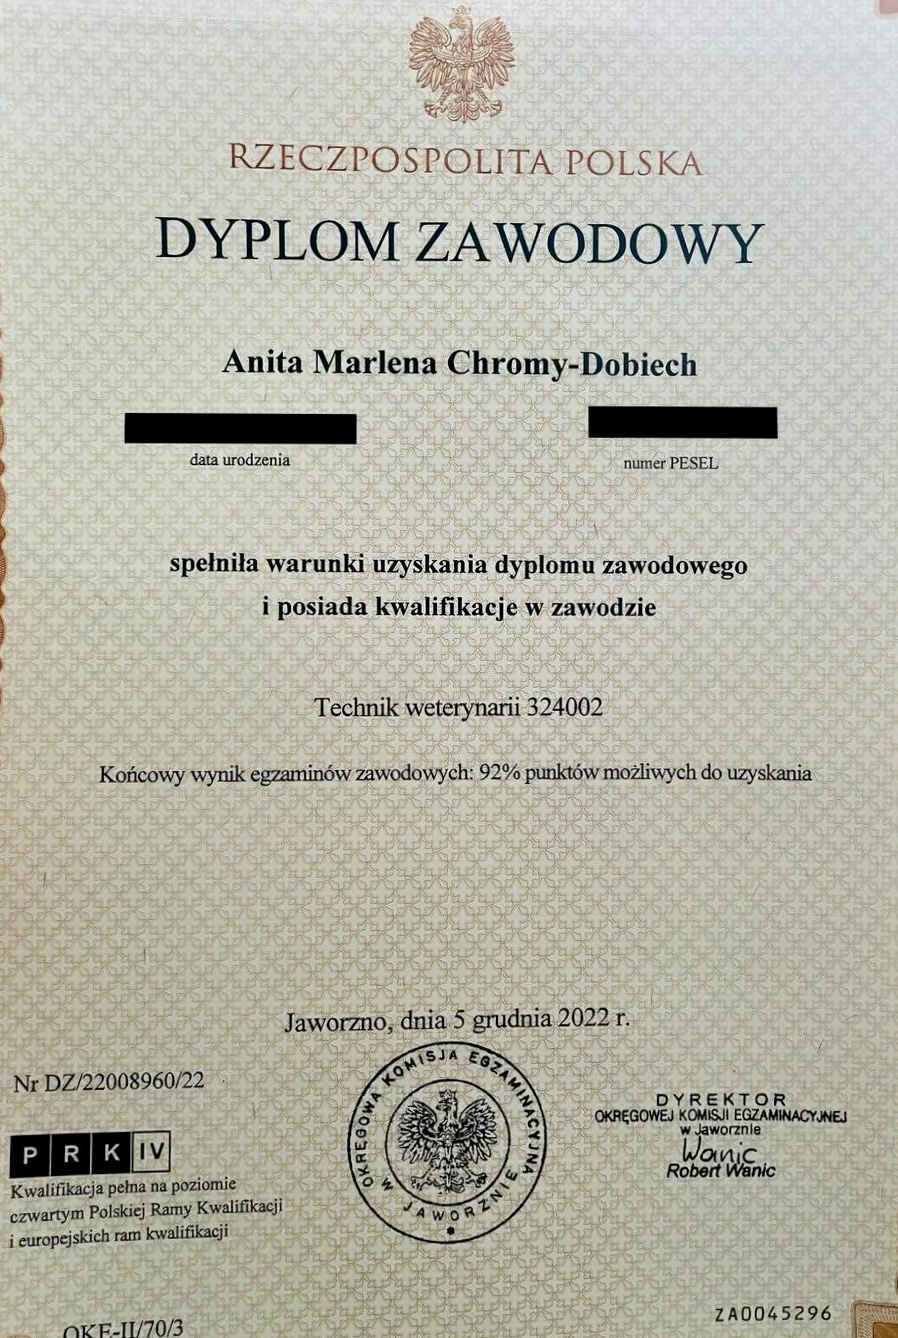 RZECZPOSPOLITA POLSKA
DYPLOM ZAWODOWY
Anita Marlena Chromy-Dobiech
data urodzenia
numer PESEL
spełniła warunki uzyskania dyplomu zawodowego
i posiada kwalifikacje w zawodzie
Technik weterynarii 324002
Końcowy wynik egzaminów zawodowych: 92% punktów możliwych do uzyskania
Jaworzno, dnia 5 grudnia 2022 r.
Nr DZ/22008960/22
PRK IV
Kwalifikacja pełna na poziomie
czwartym Polskiej Ramy Kwalifikacji
i europejskich ram kwalifikacji
OKRĘGOWA KOMISJA EGZAMINACYJNA
W JAWORZNIE
DYREKTOR
OKRĘGOWEJ KOMISJI EGZAMINACYJNEJ
w Jaworznie
Wanic
Robert Wanic
ZA0045296
OKE-II/70/3